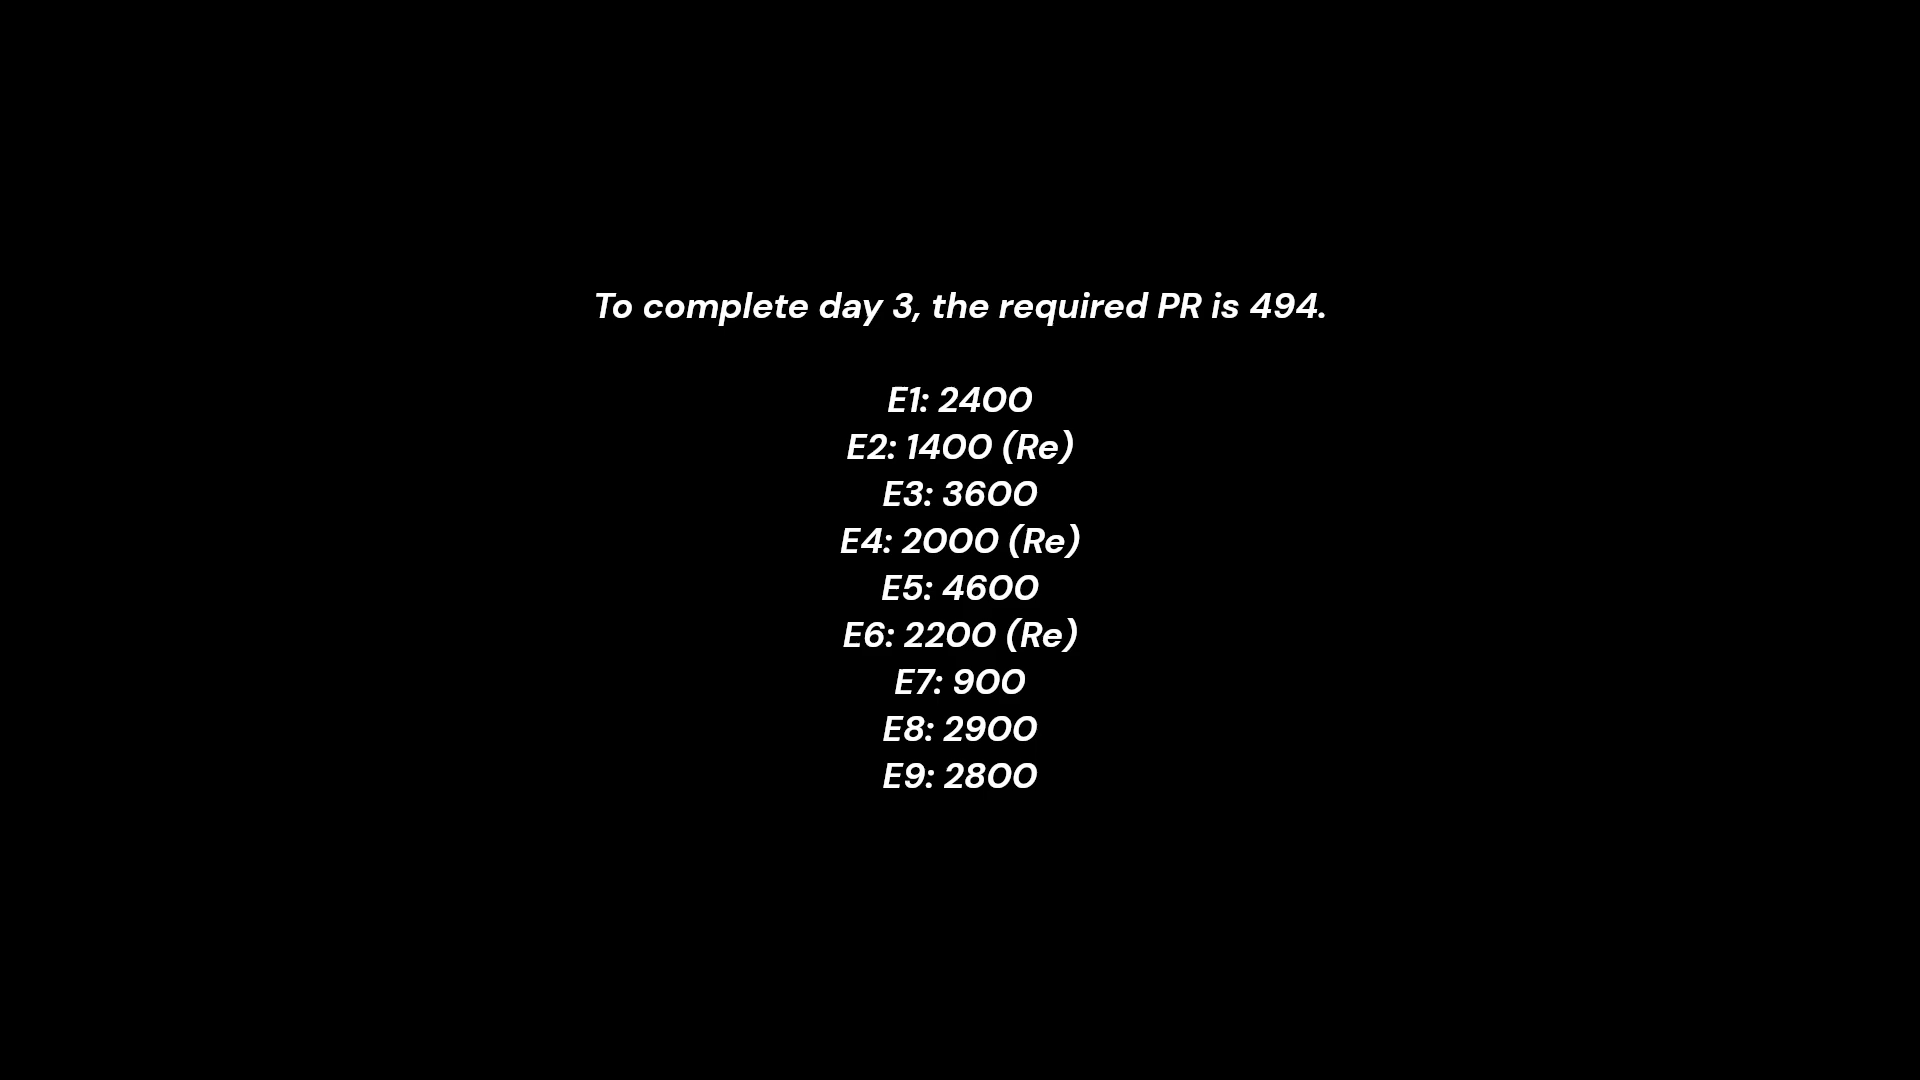 To complete day 3, the required PR is 494.
E1: 2400
E2: 1400 (Re)
E3: 3600
E4: 2000 (Re)
E5: 4600
E6: 2200 (Re)
E7: 900
E8: 2900
E9: 2800